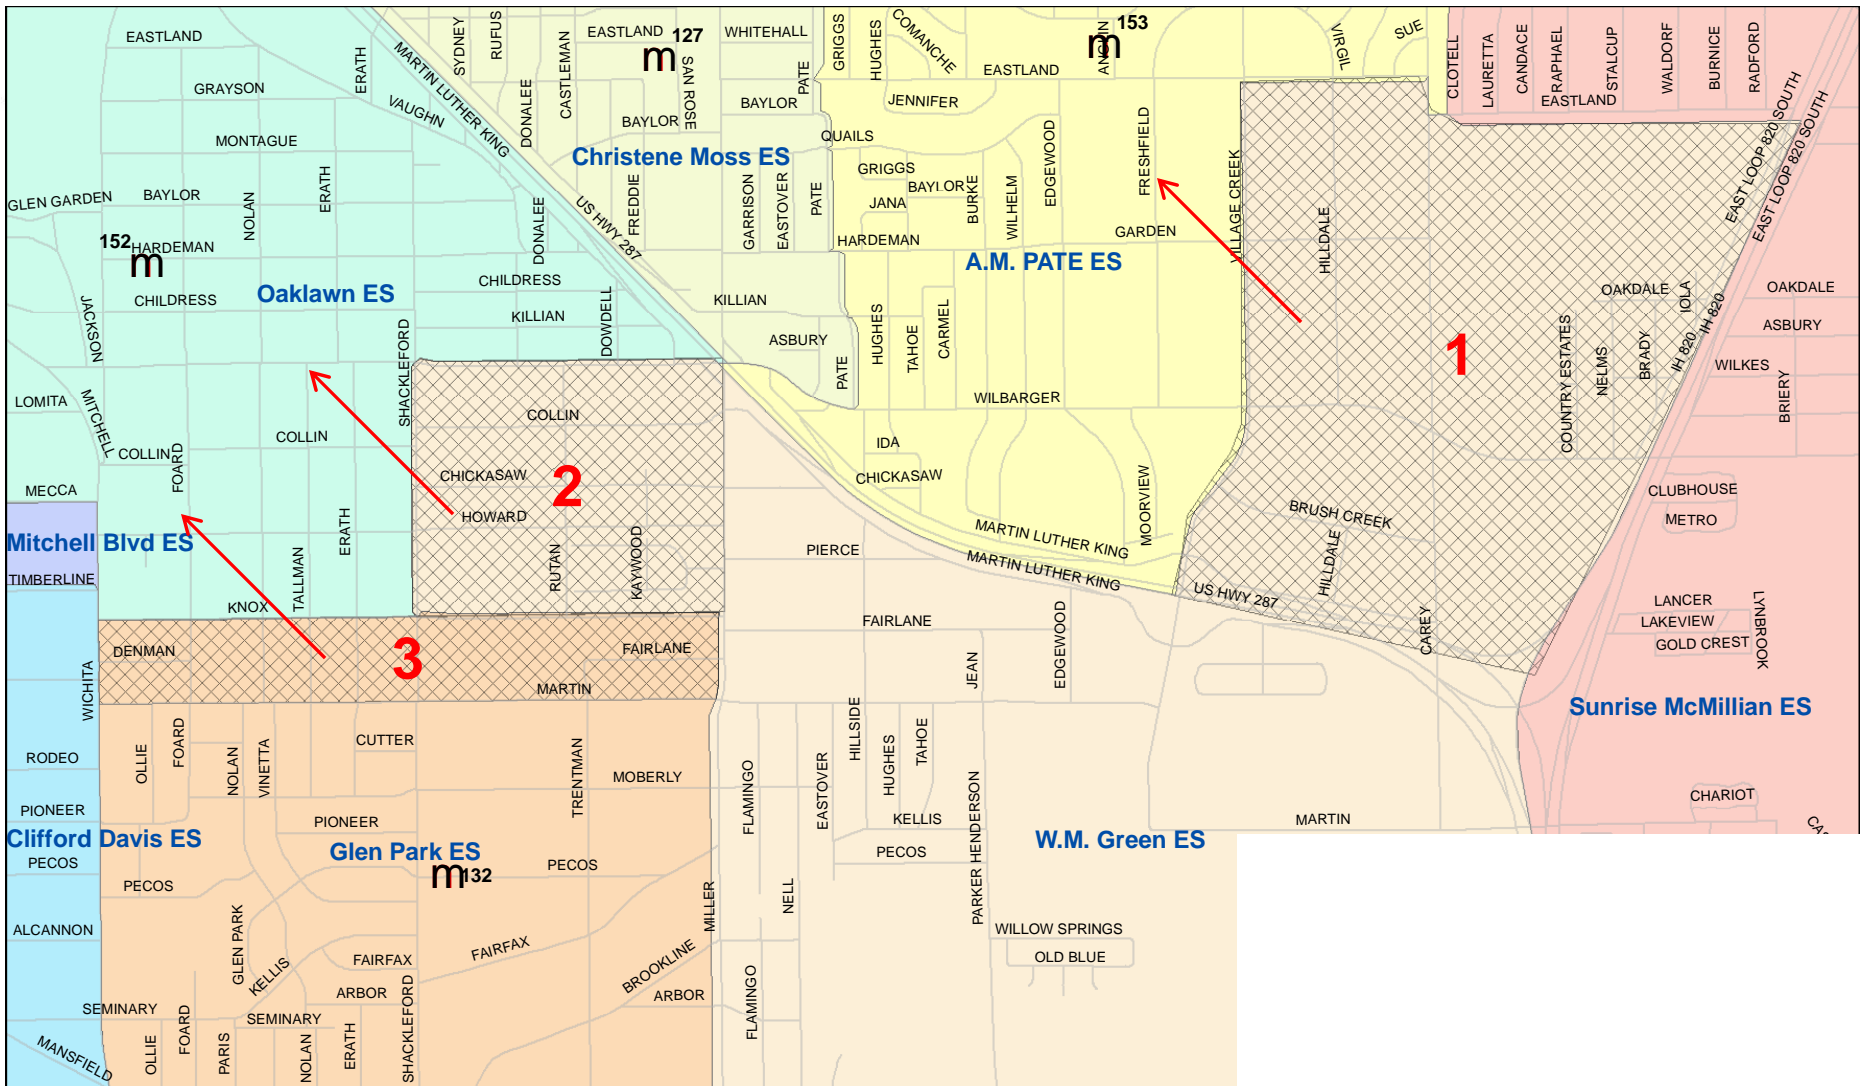 EASTLAND
ERATH
MARTIN LUTHER KING
SYDNEY
RUFUS
EASTLAND
127
m
WHITEHALL
GRIGGS
HUGHES
COMANCHE
153
m
ANGLIN
EASTLAND
VIRGIL
SUE
CLOTELL
LAURETTA
CANDACE
RAPHAEL
STALCUP
WALDORF
BURNICE
RADFORD
EASTLAND
GRAYSON
VAUGHN
DONALEE
CASTLEMAN
SAN ROSE
PATE
BAYLOR
BAYLOR
JENNIFER
MONTAGUE
QUAILS
EDGEWOOD
FRESHFIELD
VILLAGE CREEK
EAST LOOP 820 SOUTH
EAST LOOP 820 SOUTH
Christene Moss ES
GLEN GARDEN
BAYLOR
NOLAN
ERATH
DONALEE
US HWY 287
FREDDIE
GARRISON
EASTOVER
PATE
GRIGGS
BAYLOR
JANA
BURKE
WILHELM
HARDEMAN
GARDEN
HILLDALE
152
m
HARDEMAN
A.M. PATE ES
CHILDRESS
Oaklawn ES
CHILDRESS
KILLIAN
DOWDELL
KILLIAN
JACKSON
SHACKLEFORD
ASBURY
PATE
HUGHES
TAHOE
CARMEL
OAKDALE
IOLA
OAKDALE
COUNTRY ESTATES
NELMS
BRADY
IH 820
IH 820
ASBURY
WILKES
BRIERY
1
LOMITA
MITCHELL
COLLIN
FOARD
COLLIN
COLLIN
WILBARGER
IDA
CHICKASAW
2
CHICKASAW
MOORVIEW
MECCA
HOWARD
CLUBHOUSE
METRO
BRUSH CREEK
Mitchell Blvd ES
ERATH
RUTAN
KAYWOOD
PIERCE
MARTIN LUTHER KING
MARTIN LUTHER KING
US HWY 287
HILLDALE
TIMBERLINE
KNOX
TALLMAN
FAIRLANE
EDGEWOOD
CAREY
LANCER
LAKEVIEW
GOLD CREST
LYNBROOK
DENMAN
3
FAIRLANE
MARTIN
JEAN
WICHITA
Sunrise McMillian ES
RODEO
OLLIE
FOARD
NOLAN
VINETTA
CUTTER
TRENTMAN
MOBERLY
FLAMINGO
EASTOVER
HILLSIDE
HUGHES
TAHOE
PARKER HENDERSON
CHARIOT
PIONEER
PIONEER
KELLIS
MARTIN
Clifford Davis ES
Glen Park ES
W.M. Green ES
PECOS
PECOS
m
132
PECOS
PECOS
ALCANNON
GLEN PARK
KELLIS
FAIRFAX
FAIRFAX
BROOKLINE
MILLER
NELL
WILLOW SPRINGS
OLD BLUE
ARBOR
ARBOR
SEMINARY
SEMINARY
FLAMINGO
MANSFIELD
OLLIE
FOARD
PARIS
NOLAN
ERATH
SHACKLEFORD